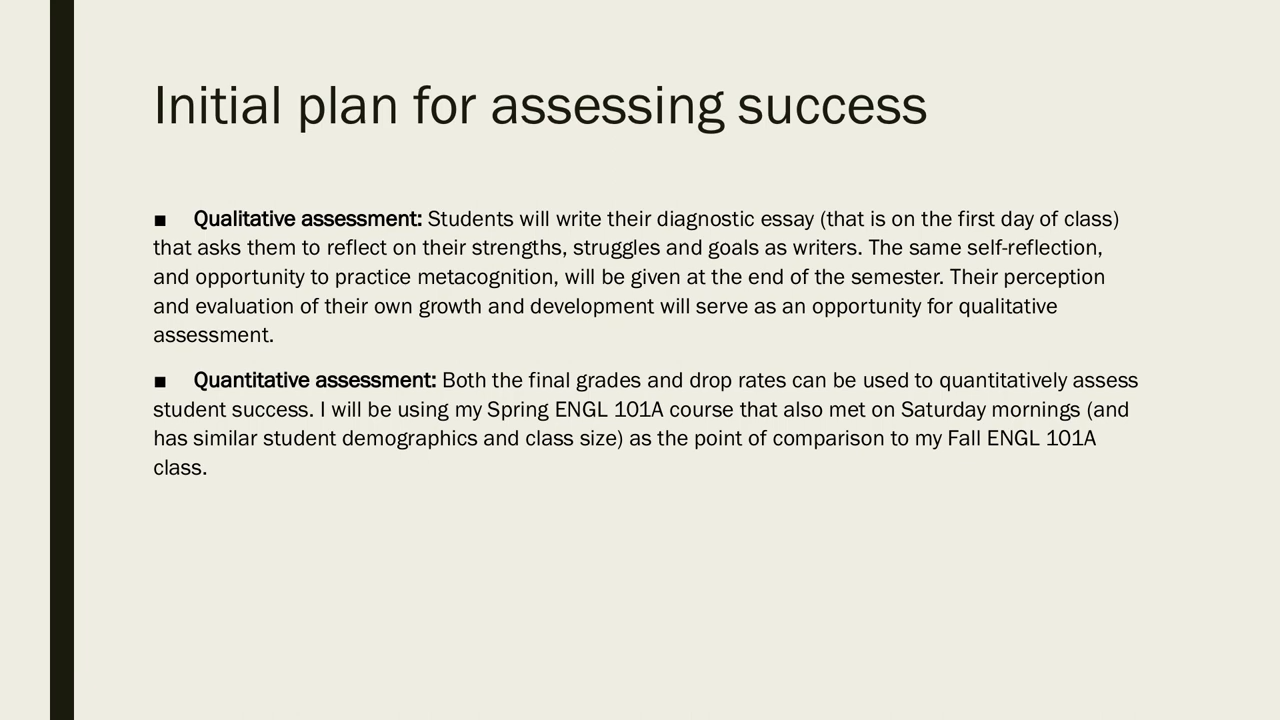 Initial plan for assessing success
■ Qualitative assessment: Students will write their diagnostic essay (that is on the first day of class)
that asks them to reflect on their strengths, struggles and goals as writers. The same self-reflection,
and opportunity to practice metacognition, will be given at the end of the semester. Their perception
and evaluation of their own growth and development will serve as an opportunity for qualitative
assessment.
■ Quantitative assessment: Both the final grades and drop rates can be used to quantitatively assess
student success. I will be using my Spring ENGL 101A course that also met on Saturday mornings (and
has similar student demographics and class size) as the point of comparison to my Fall ENGL 101A
class.